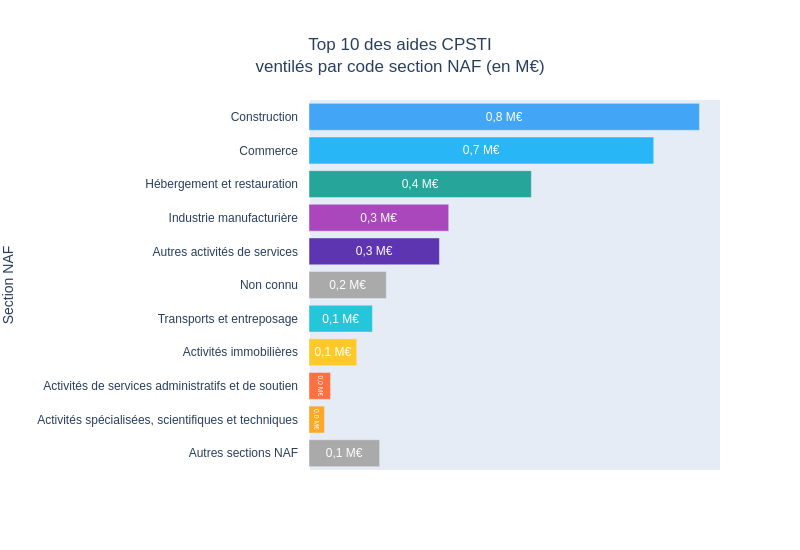 Top 10 des aides CPSTI
ventilés par code section NAF (en M€)
Section NAF
Construction 0,8 M€
Commerce 0,7 M€
Hébergement et restauration 0,4 M€
Industrie manufacturière 0,3 M€
Autres activités de services 0,3 M€
Non connu 0,2 M€
Transports et entreposage 0,1 M€
Activités immobilières 0,1 M€
Activités de services administratifs et de soutien 0,0 M€
Activités spécialisées, scientifiques et techniques 0,0 M€
Autres sections NAF 0,1 M€